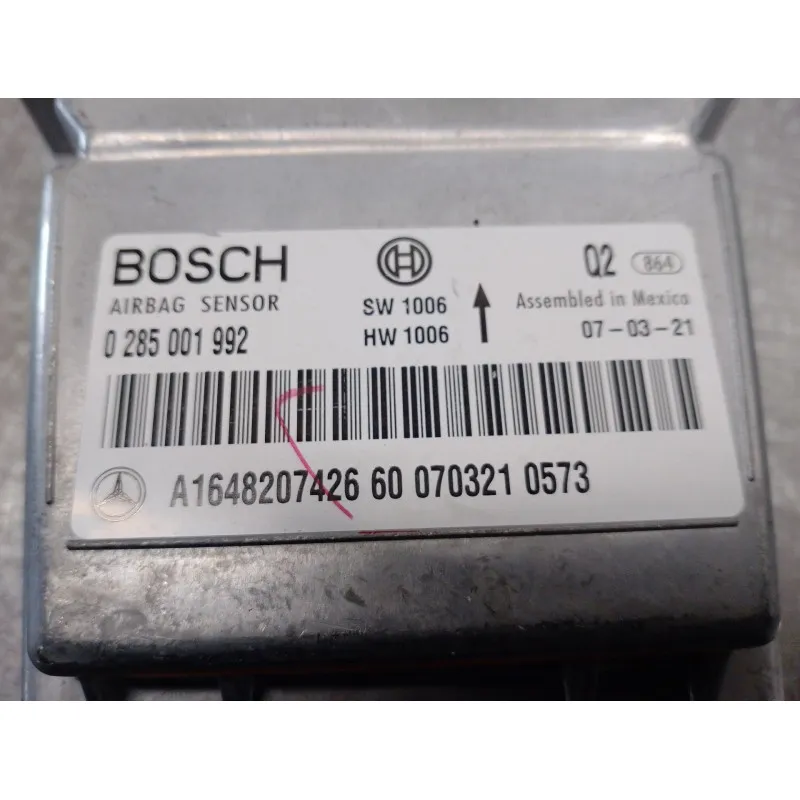 BOSCH Q2 864
AIRBAG SENSOR SW 1006 Assembled in Mexico
0 285 001 992 HW 1006 07-03-21
A1648207426 60 070321 0573